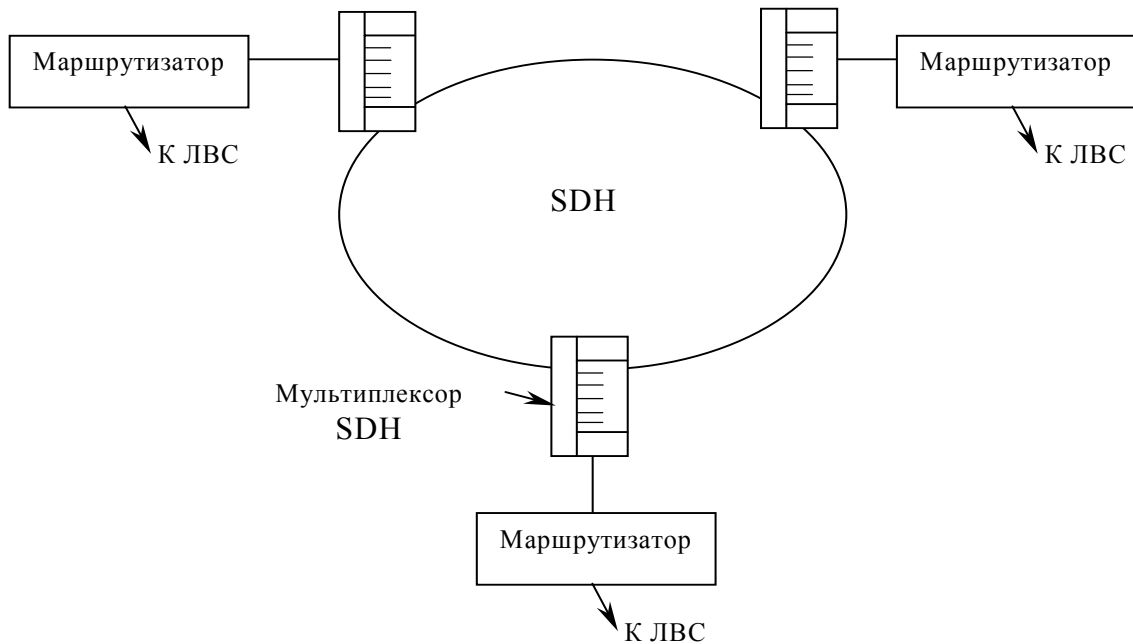 Маршрутизатор
Маршрутизатор
К ЛВС
К ЛВС
SDH
Мультиплексор
SDH
Маршрутизатор
К ЛВС